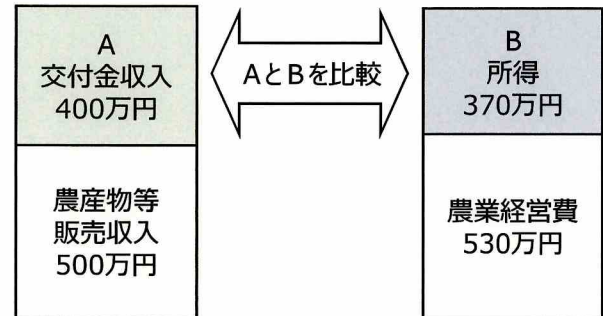 A
交付金収入
400万円
農産物等
販売収入
500万円
AとBを比較
B
所得
370万円
農業経営費
530万円